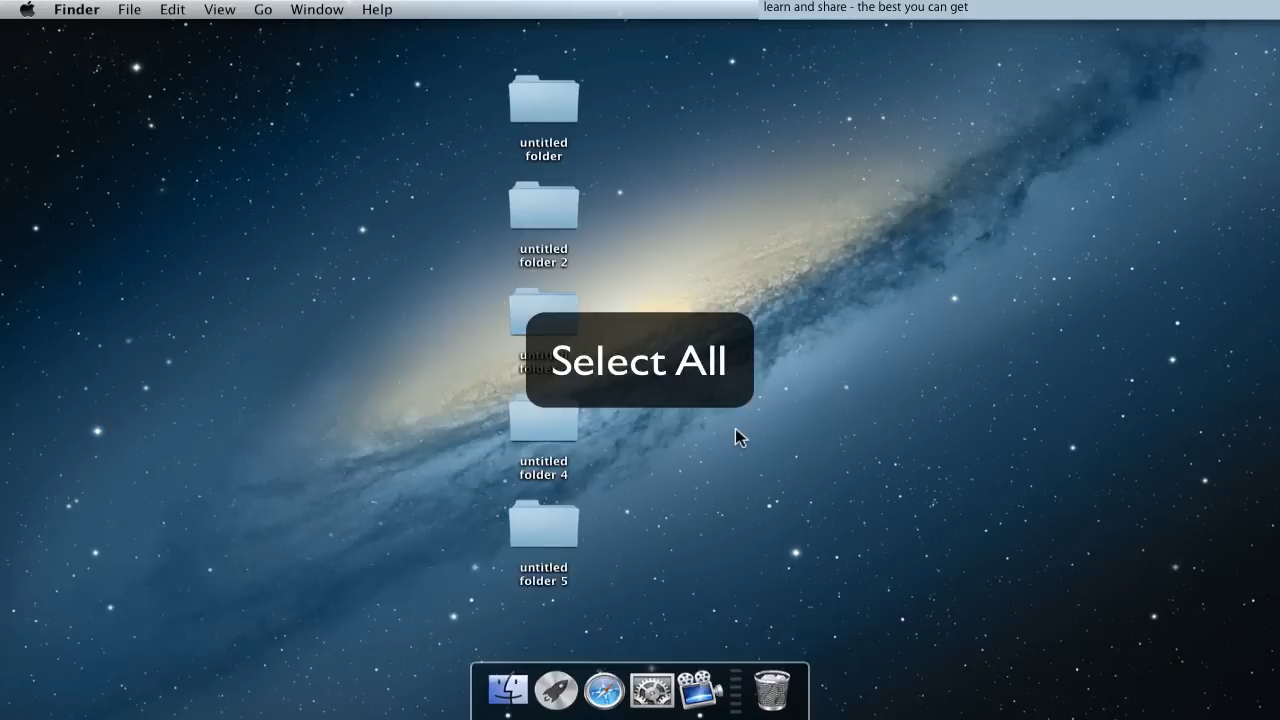 Finder File Edit View Go Window Help
learn and share - the best you can get
untitled
folder
untitled
folder 2
Select All
untitled
folder 4
untitled
folder 5